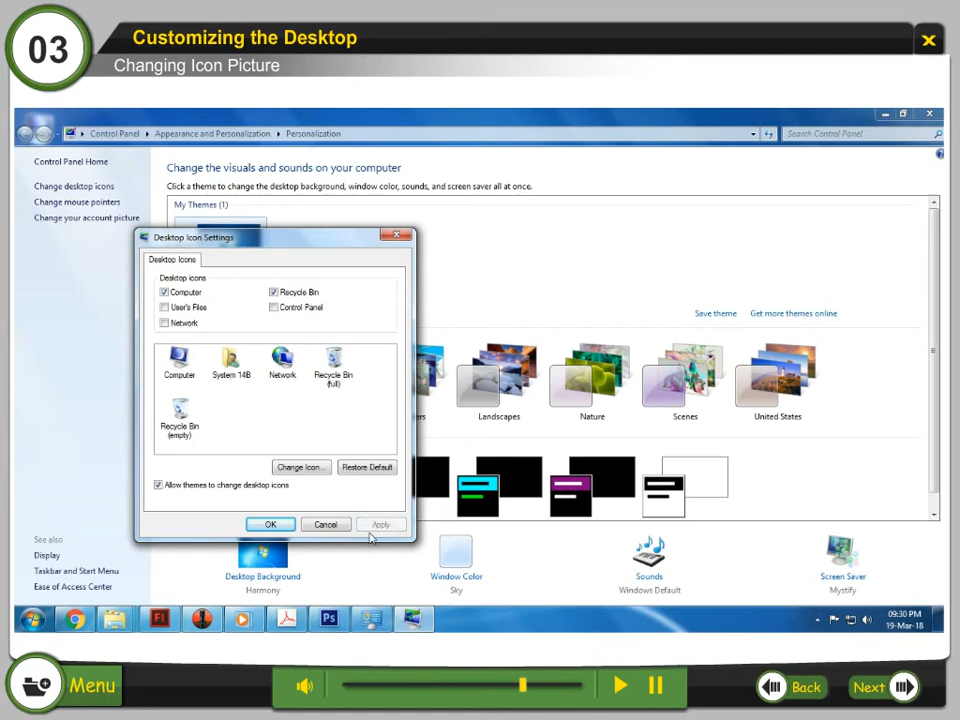 03
Customizing the Desktop
Changing Icon Picture
Control Panel Appearance and Personalization Personalization
Search Control Panel
Control Panel Home
Change desktop icons
Change mouse pointers
Change your account picture
Change the visuals and sounds on your computer
Click a theme to change the desktop background, window color, sounds, and screen saver all at once.
My Themes (1)
Desktop Icon Settings
Desktop Icons
Desktop icons
Computer Recycle Bin
User's Files Control Panel
Network
Computer System 14B Network Recycle Bin
(full)
Recycle Bin
(empty)
Change Icon... Restore Default
Allow themes to change desktop icons
OK Cancel Apply
Save theme Get more themes online
Landscapes Nature Scenes United States
See also
Display
Taskbar and Start Menu
Ease of Access Center
Desktop Background Window Color Sounds Screen Saver
Harmony Sky Windows Default Mystify
Fl
Ps
09:30 PM
19-Mar-18
Menu
Back
Next